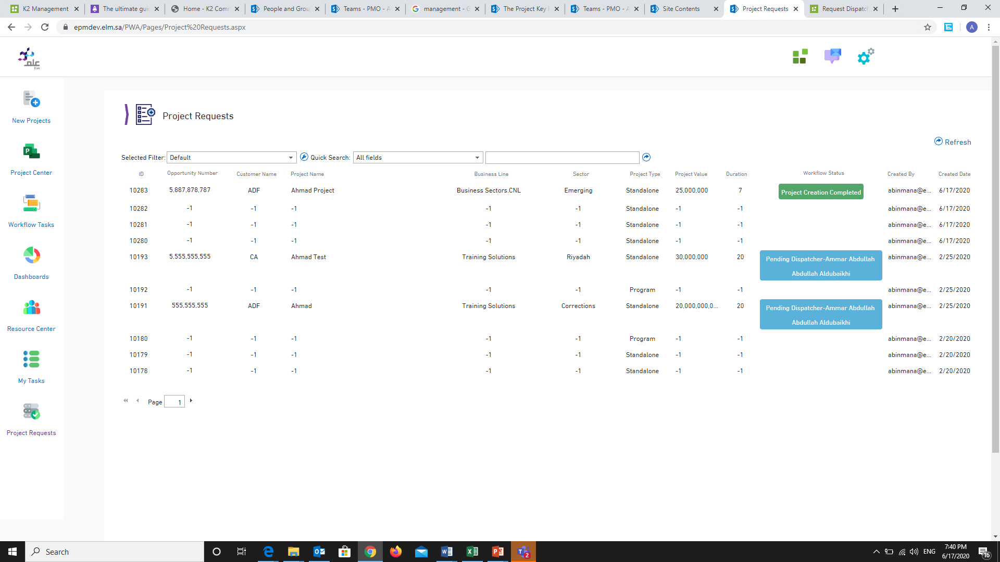 K2 Management
The ultimate gui
Home - K2 Com
People and Grou
Teams - PMO - A
management - G
The Project Key
Teams - PMO - A
Site Contents
Project Requests
Request Dispatc
epmdev.elm.sa/PWA/Pages/Project%20Requests.aspx
A
علم
Elm
New Projects
Project Center
Workflow Tasks
Dashboards
Resource Center
My Tasks
Project Requests
Project Requests
Refresh
Selected Filter: Default Quick Search: All fields
ID Opportunity Number Customer Name Project Name Business Line Sector Project Type Project Value Duration Workflow Status Created By Created Date
10283 5,887,878,787 ADF Ahmad Project Business Sectors.CNL Emerging Standalone 25,000,000 7 Project Creation Completed abinmana@e... 6/17/2020
10282 -1 -1 -1 -1 -1 Standalone -1 -1 abinmana@e... 6/17/2020
10281 -1 -1 -1 -1 -1 Standalone -1 -1 abinmana@e... 6/17/2020
10280 -1 -1 -1 -1 -1 Standalone -1 -1 abinmana@e... 6/17/2020
10193 5,555,555,555 CA Ahmad Test Training Solutions Riyadah Standalone 30,000,000 20 Pending Dispatcher-Ammar Abdullah abinmana@e... 2/25/2020
Abdullah Aldubaikhi
10192 -1 -1 -1 -1 -1 Program -1 -1 abinmana@e... 2/25/2020
10191 555,555,555 ADF Ahmad Training Solutions Corrections Standalone 20,000,000,0... 20 Pending Dispatcher-Ammar Abdullah abinmana@e... 2/25/2020
Abdullah Aldubaikhi
10180 -1 -1 -1 -1 -1 Program -1 -1 abinmana@e... 2/20/2020
10179 -1 -1 -1 -1 -1 Standalone -1 -1 abinmana@e... 2/20/2020
10178 -1 -1 -1 -1 -1 Standalone -1 -1 abinmana@e... 2/20/2020
Page 1
Search
2
ENG
7:40 PM
6/17/2020
16